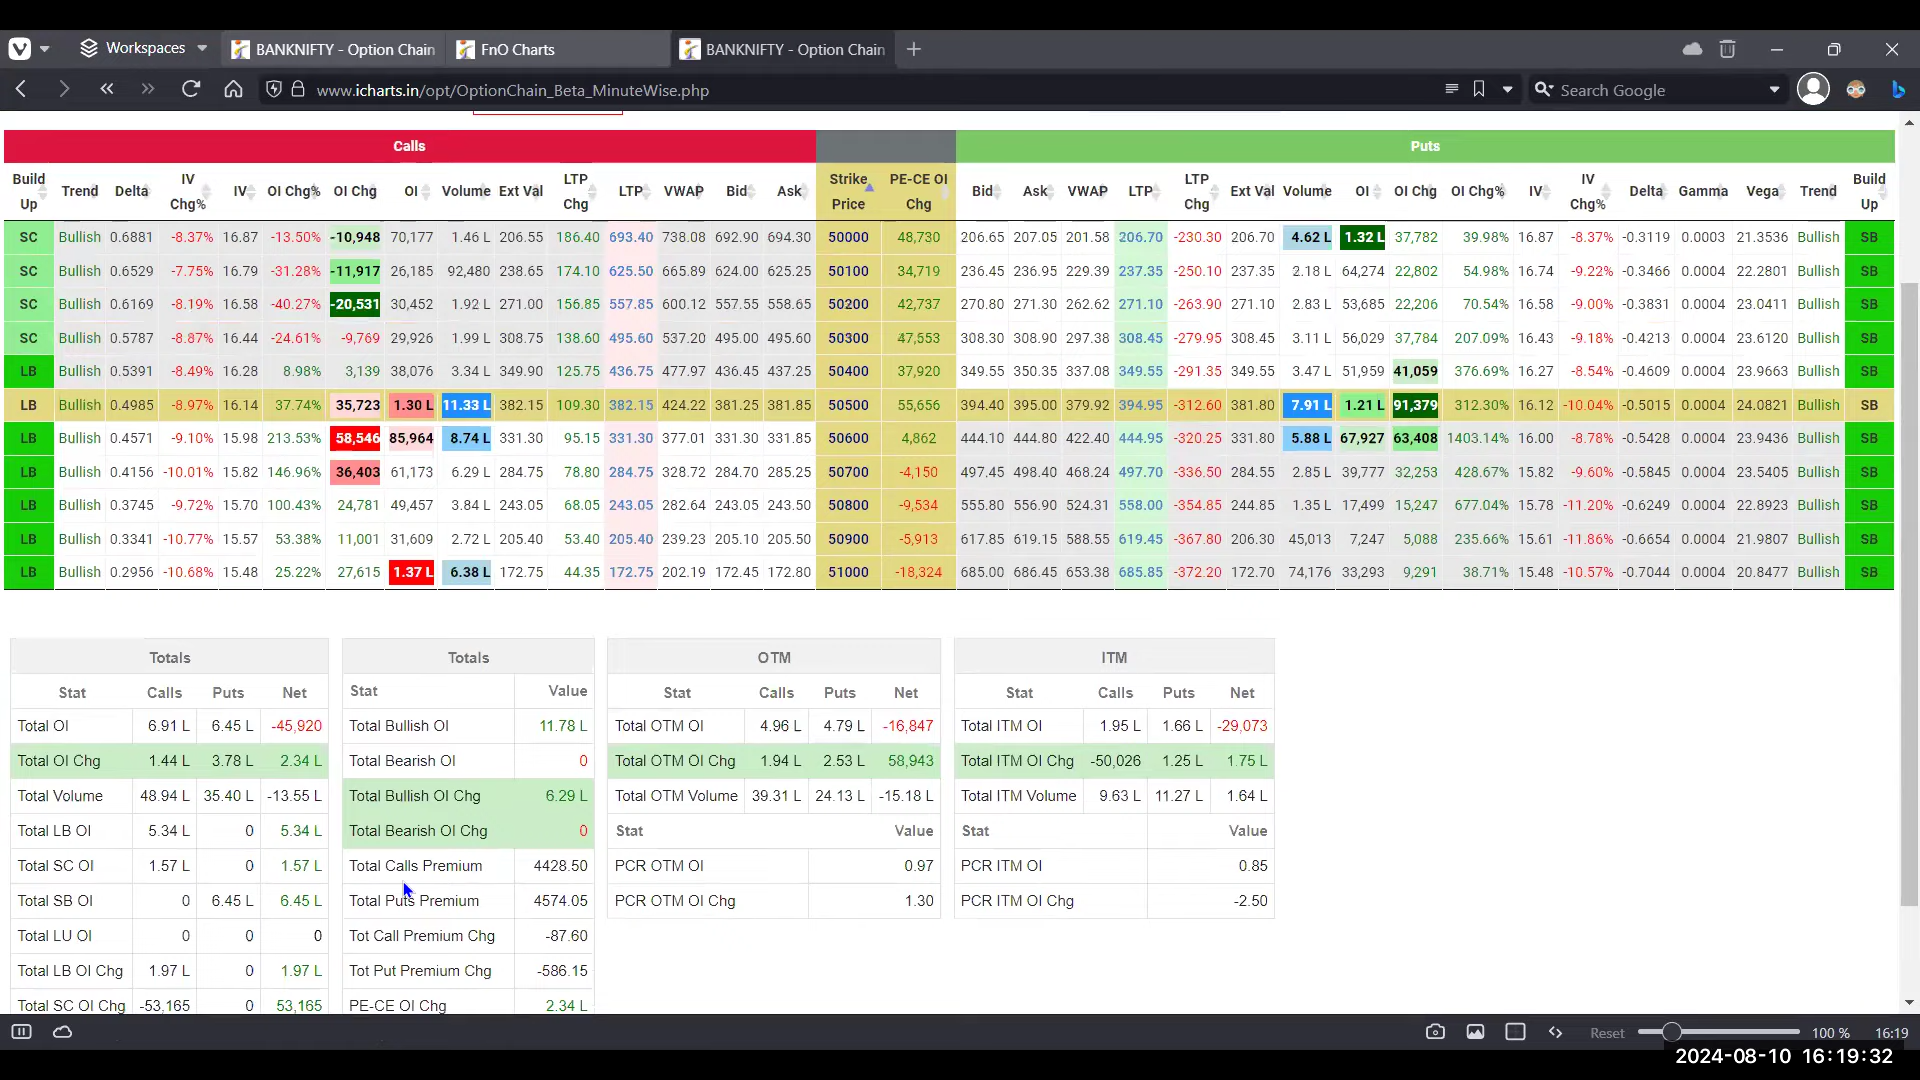 Workspaces BANKNIFTY - Option Chain FnO Charts BANKNIFTY - Option Chain
www.icharts.in/opt/OptionChain_Beta_MinuteWise.php Search Google
Calls Puts
Build Up Trend Delta IV Chg% IV OI Chg% OI Chg OI Volume Ext Val LTP Chg LTP VWAP Bid Ask Strike Price PE-CE OI Chg Bid Ask VWAP LTP LTP Chg Ext Val Volume OI OI Chg OI Chg% IV IV Chg% Delta Gamma Vega Trend Build Up
SC Bullish 0.6881 -8.37% 16.87 -13.50% -10,948 70,177 1.46 L 206.55 186.40 693.40 738.08 692.90 694.30 50000 48,730 206.65 207.05 201.58 206.70 -230.30 206.70 4.62 L 1.32 L 37,782 39.98% 16.87 -8.37% -0.3119 0.0003 21.3536 Bullish SB
SC Bullish 0.6529 -7.75% 16.79 -31.28% -11,917 26,185 92,480 238.65 174.10 625.50 665.89 624.00 625.25 50100 34,719 236.45 236.95 229.39 237.35 -250.10 237.35 2.18 L 64,274 22,802 54.98% 16.74 -9.22% -0.3466 0.0004 22.2801 Bullish SB
SC Bullish 0.6169 -8.19% 16.58 -40.27% -20,531 30,452 1.92 L 271.00 156.85 557.85 600.12 557.55 558.65 50200 42,737 270.80 271.30 262.62 271.10 -263.90 271.10 2.83 L 53,685 22,206 70.54% 16.58 -9.00% -0.3831 0.0004 23.0411 Bullish SB
SC Bullish 0.5787 -8.87% 16.44 -24.61% -9,769 29,926 1.99 L 308.75 138.60 495.60 537.20 495.00 495.60 50300 47,553 308.30 308.90 297.38 308.45 -279.95 308.45 3.11 L 56,029 37,784 207.09% 16.43 -9.18% -0.4213 0.0004 23.6120 Bullish SB
LB Bullish 0.5391 -8.49% 16.28 8.98% 3,139 38,076 3.34 L 349.90 125.75 436.75 477.97 436.45 437.25 50400 37,920 349.55 350.35 337.08 349.55 -291.35 349.55 3.47 L 51,959 41,059 376.69% 16.27 -8.54% -0.4609 0.0004 23.9663 Bullish SB
LB Bullish 0.4985 -8.97% 16.14 37.74% 35,723 1.30 L 11.33 L 382.15 109.30 382.15 424.22 381.25 381.85 50500 55,656 394.40 395.00 379.92 394.95 -312.60 381.80 7.91 L 1.21 L 91,379 312.30% 16.12 -10.04% -0.5015 0.0004 24.0821 Bullish SB
LB Bullish 0.4571 -9.10% 15.98 213.53% 58,546 85,964 8.74 L 331.30 95.15 331.30 377.01 331.30 331.85 50600 4,862 444.10 444.80 422.40 444.95 -320.25 331.80 5.88 L 67,927 63,408 1403.14% 16.00 -8.78% -0.5428 0.0004 23.9436 Bullish SB
LB Bullish 0.4156 -10.01% 15.82 146.96% 36,403 61,173 6.29 L 284.75 78.80 284.75 328.72 284.70 285.25 50700 -4,150 497.45 498.40 468.24 497.70 -336.50 284.55 2.85 L 39,777 32,253 428.67% 15.82 -9.60% -0.5845 0.0004 23.5405 Bullish SB
LB Bullish 0.3745 -9.72% 15.70 100.43% 24,781 49,457 3.84 L 243.05 68.05 243.05 282.64 243.05 243.50 50800 -9,534 555.80 556.90 524.31 558.00 -354.85 244.85 1.35 L 17,499 15,247 677.04% 15.78 -11.20% -0.6249 0.0004 22.8923 Bullish SB
LB Bullish 0.3341 -10.77% 15.57 53.38% 11,001 31,609 2.72 L 205.40 53.40 205.40 239.23 205.10 205.50 50900 -5,913 617.85 619.15 588.55 619.45 -367.80 206.30 45,013 7,247 5,088 235.66% 15.61 -11.86% -0.6654 0.0004 21.9807 Bullish SB
LB Bullish 0.2956 -10.68% 15.48 25.22% 27,615 1.37 L 6.38 L 172.75 44.35 172.75 202.19 172.45 172.80 51000 -18,324 685.00 686.45 653.38 685.85 -372.20 172.70 74,176 33,293 9,291 38.71% 15.48 -10.57% -0.7044 0.0004 20.8477 Bullish SB
Totals
Stat Calls Puts Net
Total OI 6.91 L 6.45 L -45,920
Total OI Chg 1.44 L 3.78 L 2.34 L
Total Volume 48.94 L 35.40 L -13.55 L
Total LB OI 5.34 L 0 5.34 L
Total SC OI 1.57 L 0 1.57 L
Total SB OI 0 6.45 L 6.45 L
Total LU OI 0 0 0
Total LB OI Chg 1.97 L 0 1.97 L
Total SC OI Chg -53,165 0 53,165
Totals
Stat Value
Total Bullish OI 11.78 L
Total Bearish OI 0
Total Bullish OI Chg 6.29 L
Total Bearish OI Chg 0
Total Calls Premium 4428.50
Total Puts Premium 4574.05
Tot Call Premium Chg -87.60
Tot Put Premium Chg -586.15
PE-CE OI Chg 2.34 L
OTM
Stat Calls Puts Net
Total OTM OI 4.96 L 4.79 L -16,847
Total OTM OI Chg 1.94 L 2.53 L 58,943
Total OTM Volume 39.31 L 24.13 L -15.18 L
Stat Value
PCR OTM OI 0.97
PCR OTM OI Chg 1.30
ITM
Stat Calls Puts Net
Total ITM OI 1.95 L 1.66 L -29,073
Total ITM OI Chg -50,026 1.25 L 1.75 L
Total ITM Volume 9.63 L 11.27 L 1.64 L
Stat Value
PCR ITM OI 0.85
PCR ITM OI Chg -2.50
Reset 100 % 16:19
2024-08-10 16:19:32